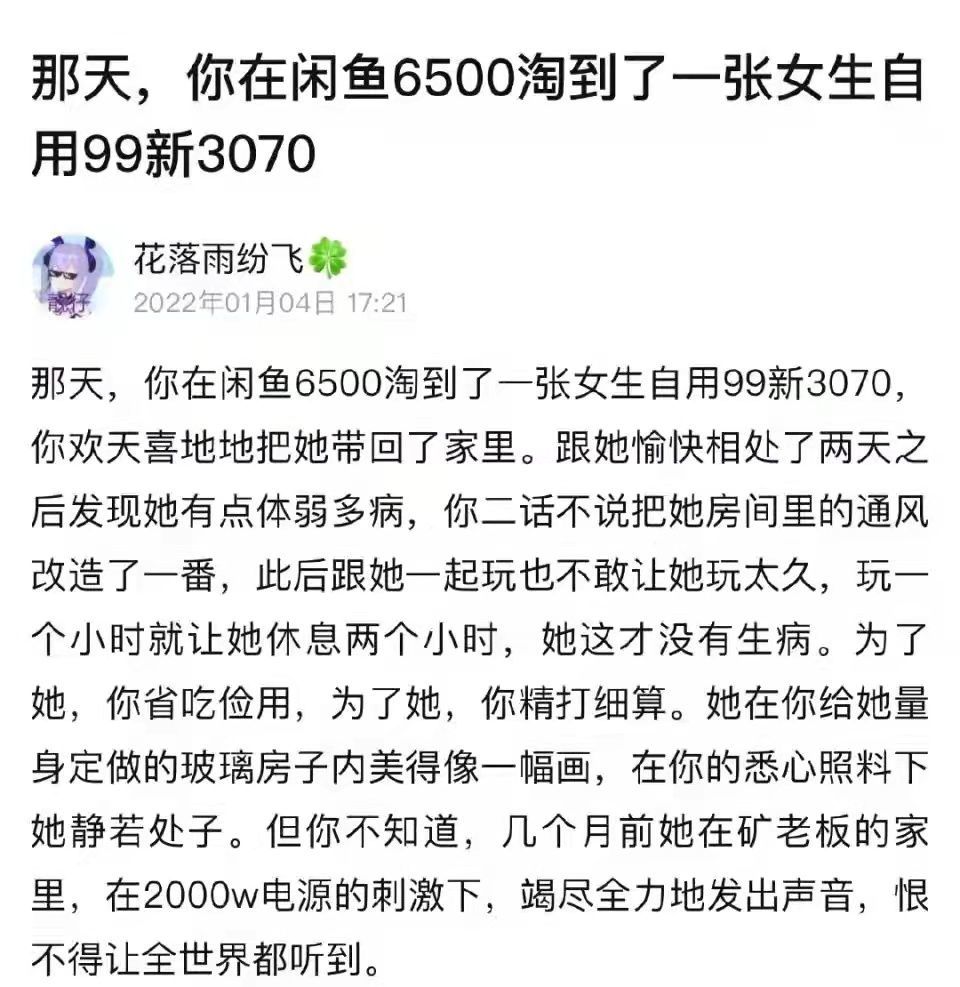 那天，你在闲鱼6500淘到了一张女生自
用99新3070
花落雨纷飞🍀
靓仔
2022年01月04日 17:21
那天，你在闲鱼6500淘到了一张女生自用99新3070，
你欢天喜地地把她带回了家里。跟她愉快相处了两天之
后发现她有点体弱多病，你二话不说把她房间里的通风
改造了一番，此后跟她一起玩也不敢让她玩太久，玩一
个小时就让她休息两个小时，她这才没有生病。为了
她，你省吃俭用，为了她，你精打细算。她在你给她量
身定做的玻璃房子内美得像一幅画，在你的悉心照料下
她静若处子。但你不知道，几个月前她在矿老板的家
里，在2000w电源的刺激下，竭尽全力地发出声音，恨
不得让全世界都听到。